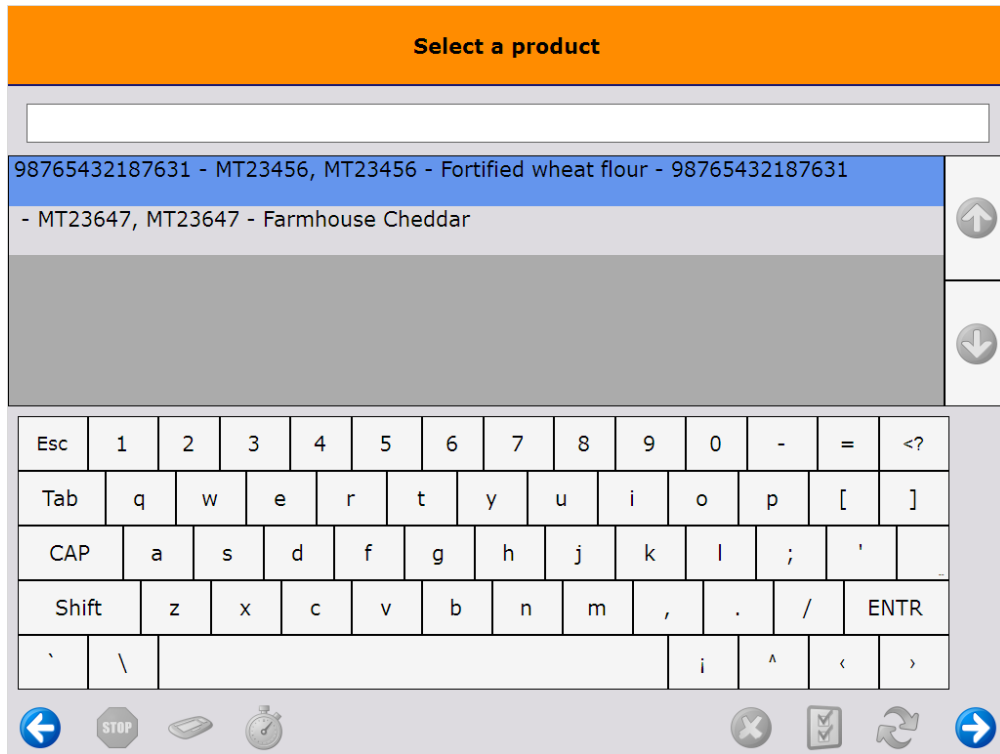 Select a product
98765432187631 - MT23456, MT23456 - Fortified wheat flour - 98765432187631
- MT23647, MT23647 - Farmhouse Cheddar
Esc 1 2 3 4 5 6 7 8 9 0 - = <?
Tab q w e r t y u i o p [ ]
CAP a s d f g h j k l ; ' _
Shift z x c v b n m , . / ENTR
` \ ¡ ^ ‹ ›
STOP